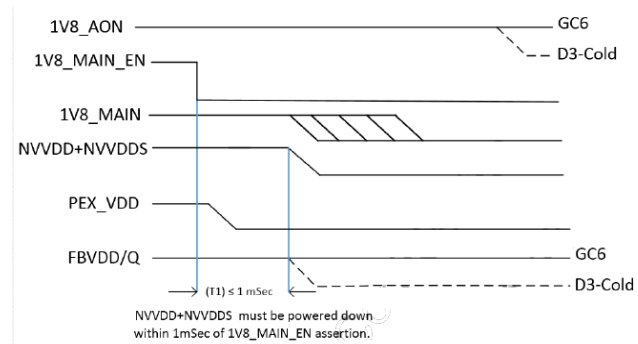 1V8_AON
GC6
D3-Cold
1V8_MAIN_EN
1V8_MAIN
NVVDD+NVVDDS
PEX_VDD
FBVDD/Q
GC6
D3-Cold
(T1) ≤ 1 mSec
NVVDD+NVVDDS must be powered down
within 1mSec of 1V8_MAIN_EN assertion.